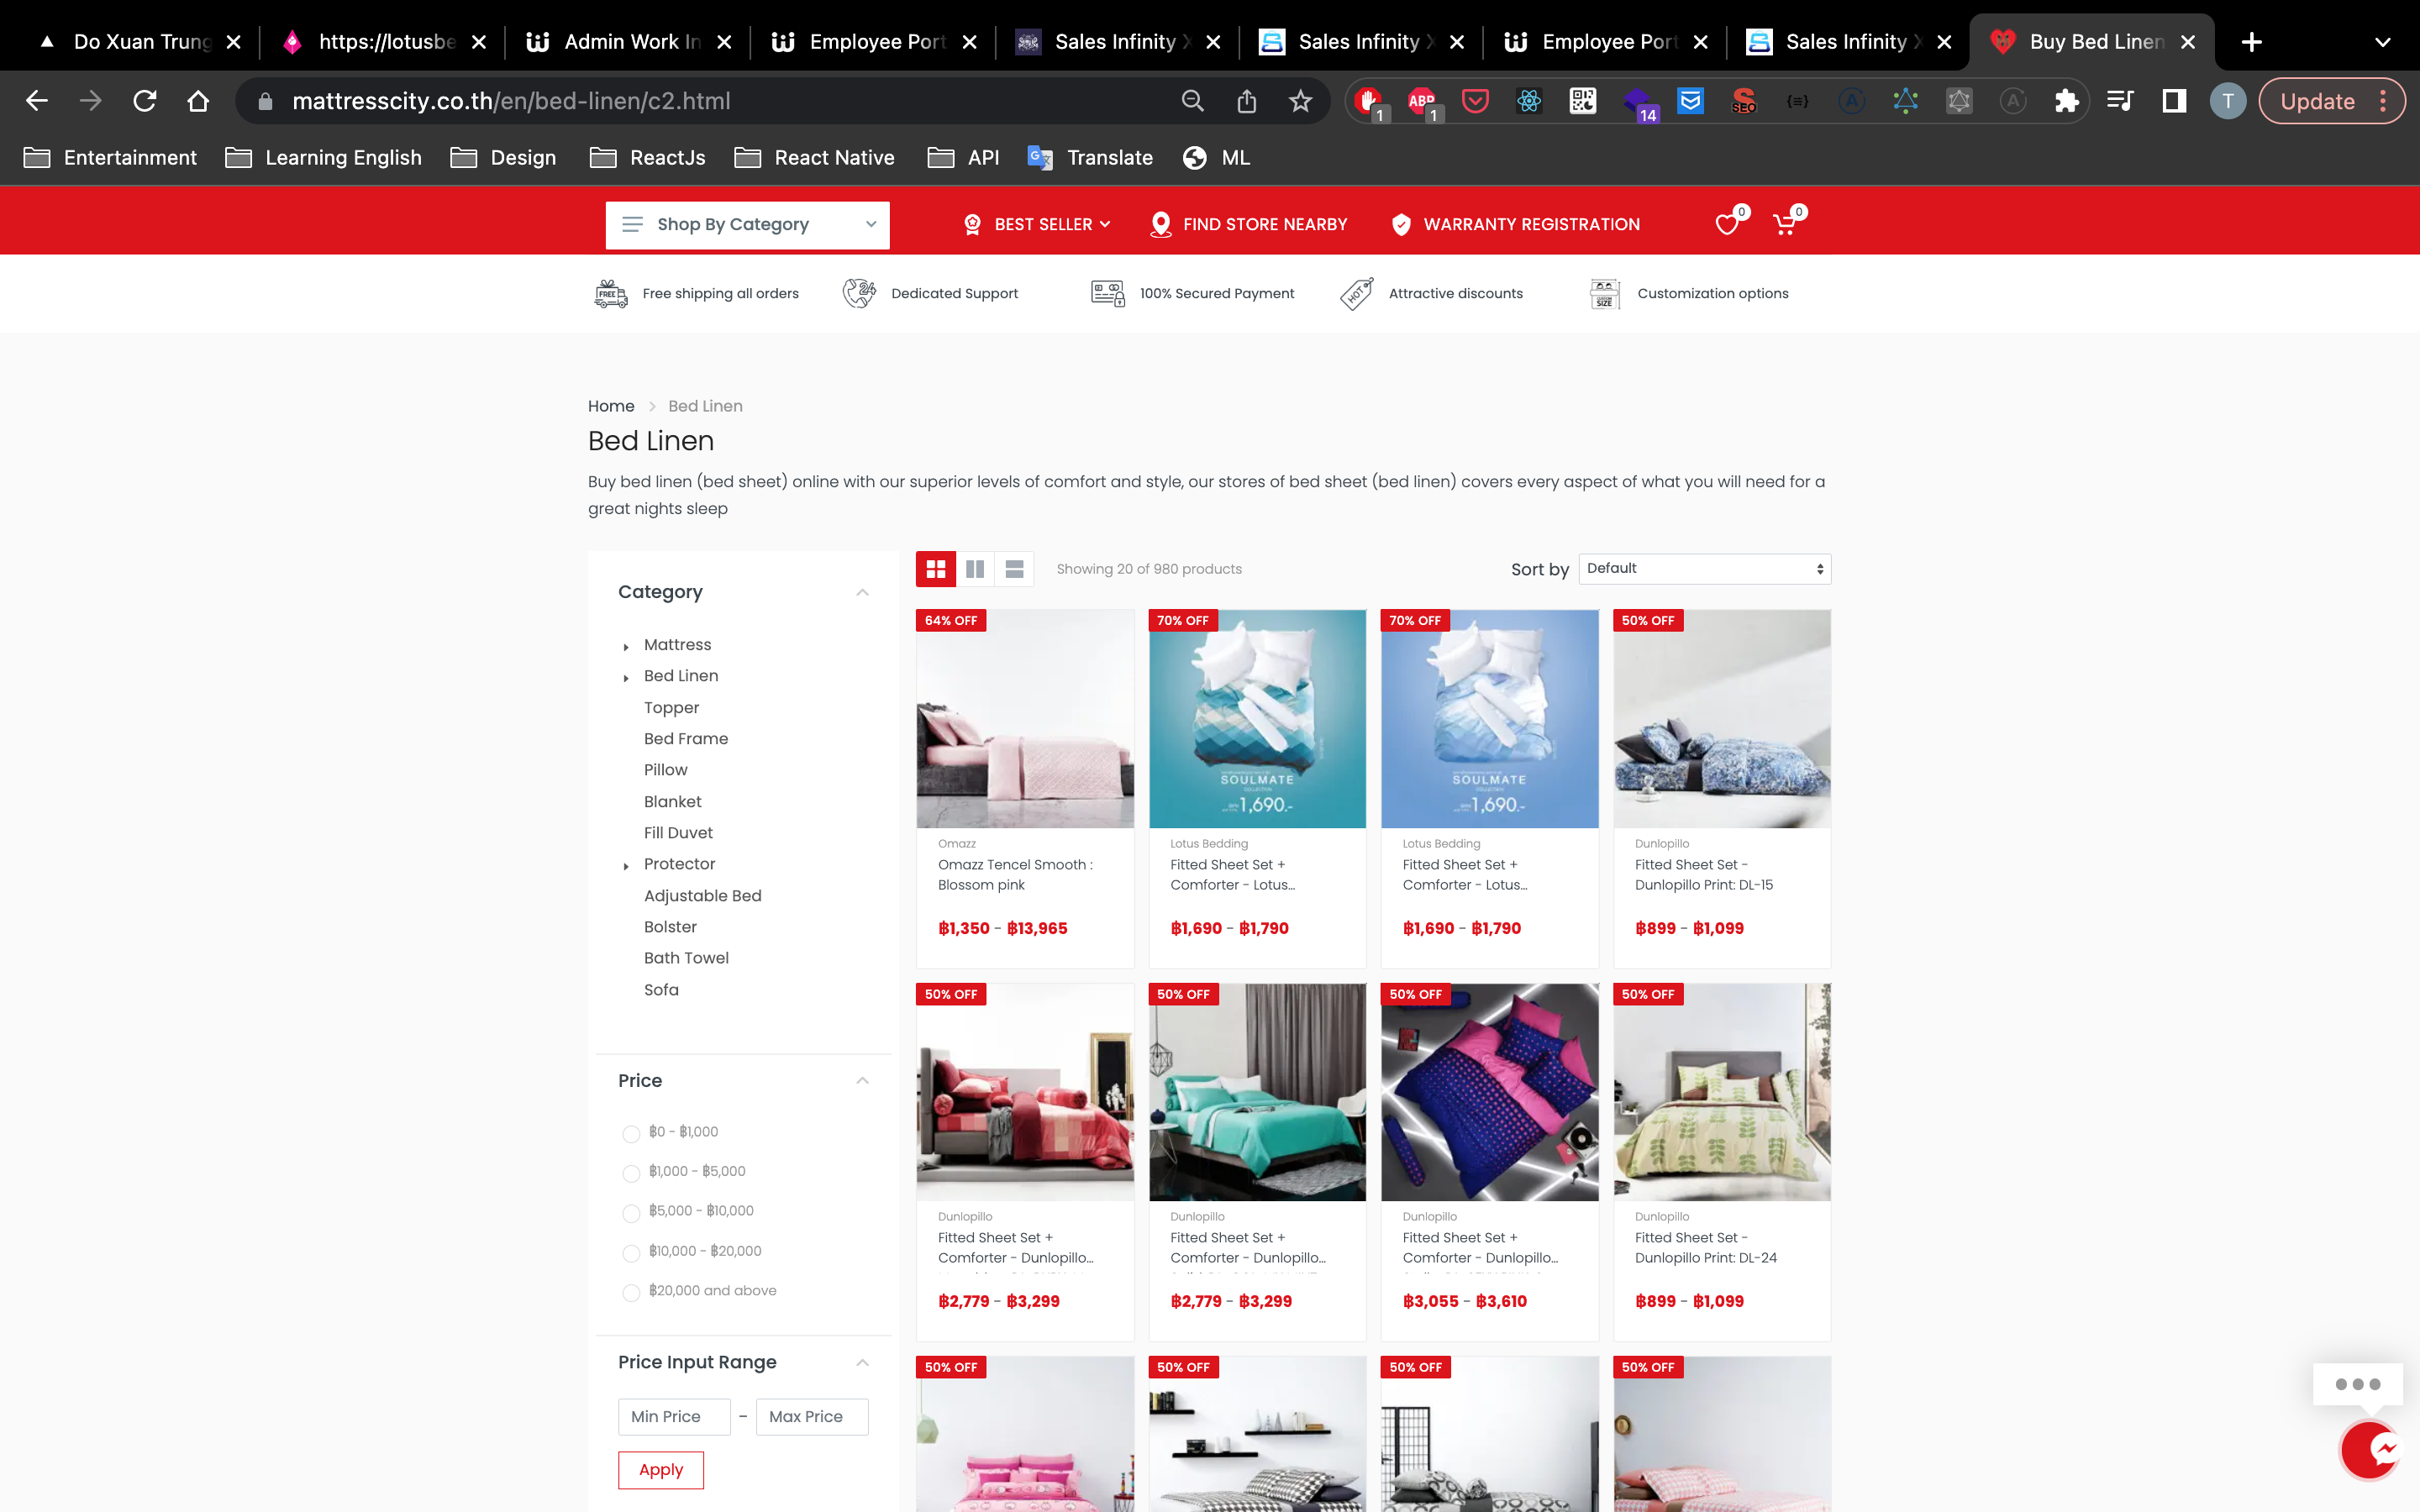 Do Xuan Trung
https://lotusbe
Admin Work In
Employee Port
Sales Infinity X
Sales Infinity X
Employee Port
Sales Infinity X
Buy Bed Linen
mattresscity.co.th/en/bed-linen/c2.html
1
ABP
1
14
SEO
T
Update
Entertainment
Learning English
Design
ReactJs
React Native
API
Translate
ML
Shop By Category
BEST SELLER
FIND STORE NEARBY
WARRANTY REGISTRATION
0
0
FREE
Free shipping all orders
24
Dedicated Support
100% Secured Payment
HOT
Attractive discounts
SIZE
Customization options
Home
Bed Linen
Bed Linen
Buy bed linen (bed sheet) online with our superior levels of comfort and style, our stores of bed sheet (bed linen) covers every aspect of what you will need for a
great nights sleep
Category
Mattress
Bed Linen
Topper
Bed Frame
Pillow
Blanket
Fill Duvet
Protector
Adjustable Bed
Bolster
Bath Towel
Sofa
Price
฿0 - ฿1,000
฿1,000 - ฿5,000
฿5,000 - ฿10,000
฿10,000 - ฿20,000
฿20,000 and above
Price Input Range
Min Price – Max Price
Apply
Showing 20 of 980 products
Sort by Default
64% OFF
Omazz
Omazz Tencel Smooth :
Blossom pink
฿1,350 - ฿13,965
70% OFF
SOULMATE
1,690.-
Lotus Bedding
Fitted Sheet Set +
Comforter - Lotus...
฿1,690 - ฿1,790
70% OFF
SOULMATE
1,690.-
Lotus Bedding
Fitted Sheet Set +
Comforter - Lotus...
฿1,690 - ฿1,790
50% OFF
Dunlopillo
Fitted Sheet Set -
Dunlopillo Print: DL-15
฿899 - ฿1,099
50% OFF
Dunlopillo
Fitted Sheet Set +
Comforter - Dunlopillo...
฿2,779 - ฿3,299
50% OFF
Dunlopillo
Fitted Sheet Set +
Comforter - Dunlopillo...
฿2,779 - ฿3,299
50% OFF
Dunlopillo
Fitted Sheet Set +
Comforter - Dunlopillo...
฿3,055 - ฿3,610
50% OFF
Dunlopillo
Fitted Sheet Set -
Dunlopillo Print: DL-24
฿899 - ฿1,099
50% OFF
50% OFF
50% OFF
50% OFF